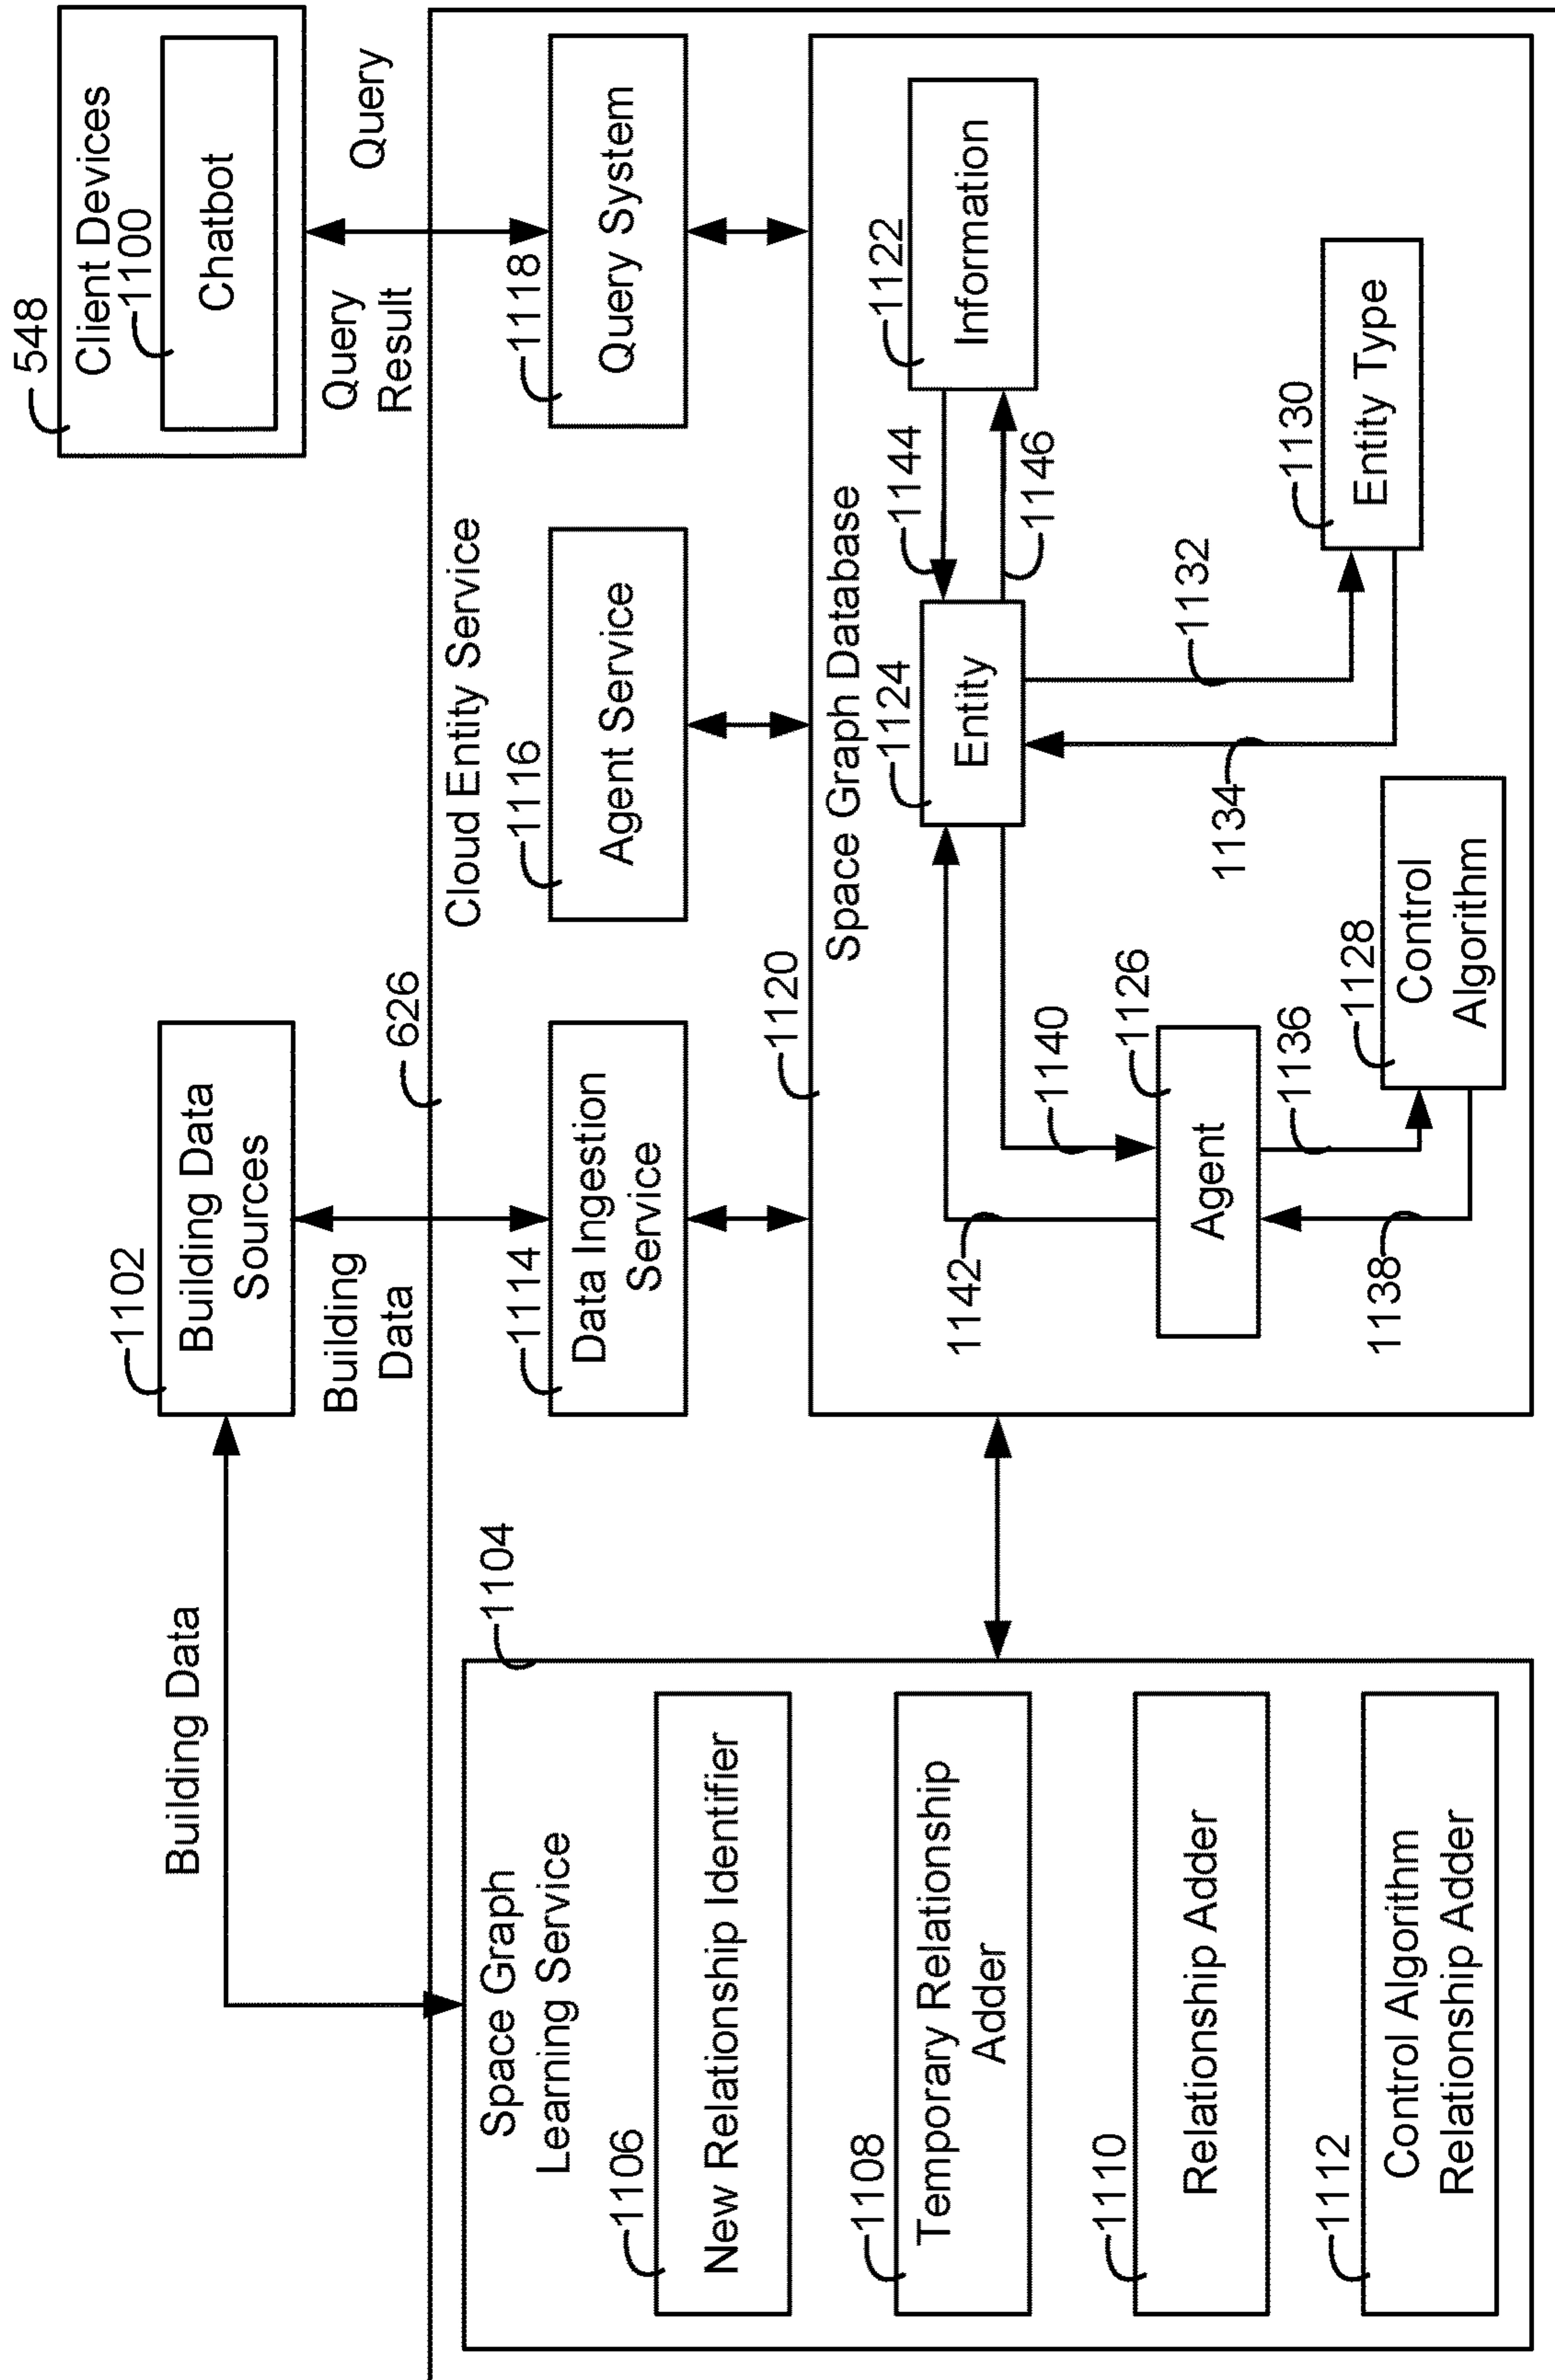 548
Client Devices
1100
Chatbot
1102
Building Data
Sources
Building Data
Building
Data
Query
Result
Query
626
Cloud Entity Service
1104
Space Graph
Learning Service
1106
New Relationship Identifier
1108
Temporary Relationship
Adder
1110
Relationship Adder
1112
Control Algorithm
Relationship Adder
1114
Data Ingestion
Service
1116
Agent Service
1118
Query System
1120
Space Graph Database
1122
Information
1124
Entity
1144
1146
1142
1140
1126
Agent
1132
1134
1130
Entity Type
1136
1138
1128
Control
Algorithm